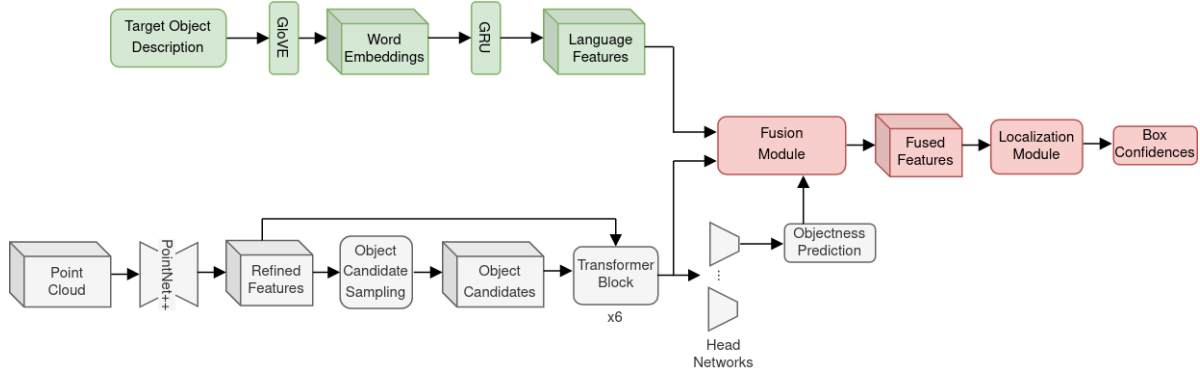 Target Object
Description
GloVE
Word
Embeddings
GRU
Language
Features
Fusion
Module
Fused
Features
Localization
Module
Box
Confidences
Point
Cloud
PointNet++
Refined
Features
Object
Candidate
Sampling
Object
Candidates
Transformer
Block
x6
...
Head
Networks
Objectness
Prediction